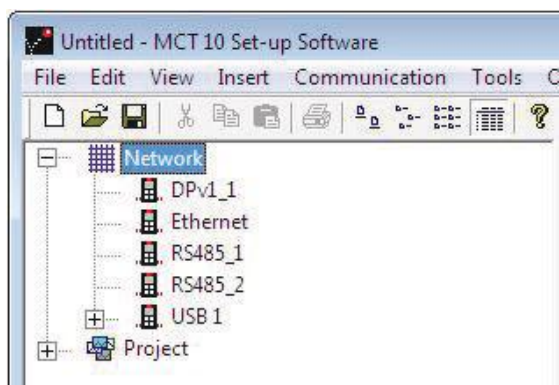 Untitled - MCT 10 Set-up Software
File Edit View Insert Communication Tools
Network
DPv1_1
Ethernet
RS485_1
RS485_2
USB 1
Project